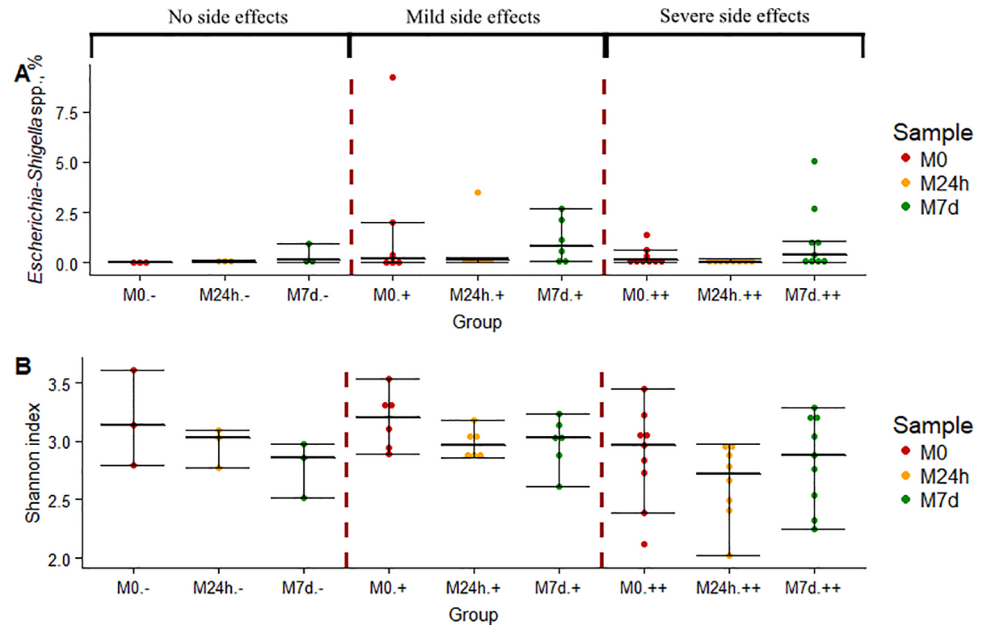 No side effects Mild side effects Severe side effects
A
Escherichia-Shigella spp., %
7.5
5.0
2.5
0.0
M0.- M24h.- M7d.- M0.+ M24h.+ M7d.+ M0.++ M24h.++ M7d.++
Group
Sample
M0
M24h
M7d
B
Shannon index
3.5
3.0
2.5
2.0
M0.- M24h.- M7d.- M0.+ M24h.+ M7d.+ M0.++ M24h.++ M7d.++
Group
Sample
M0
M24h
M7d